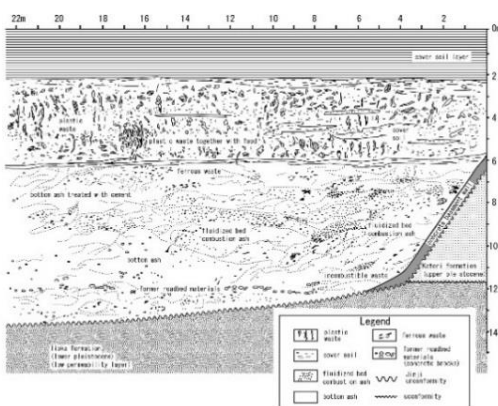 22m 20 18 16 14 12 10 8 6 4 2 0m
cover soil layer
2
plastic
waste
4
plastic waste together with
cover
6
ferrous waste
bottom ash treated with cement
8
fluidized bed
combustion ash
fluidized bed
combustion ash
10
bottom ash
incombustible waste
formation
former roadbed materials
12
formation,
(lower pleistocene)
(low permeability layer)
14
Legend
plastic
waste
ferrous waste
cover soil
former roadbed
materials
(concrete brocks)
fluidized bed
combustion ash
Jinji
unconformity
bottom ash
unconformity